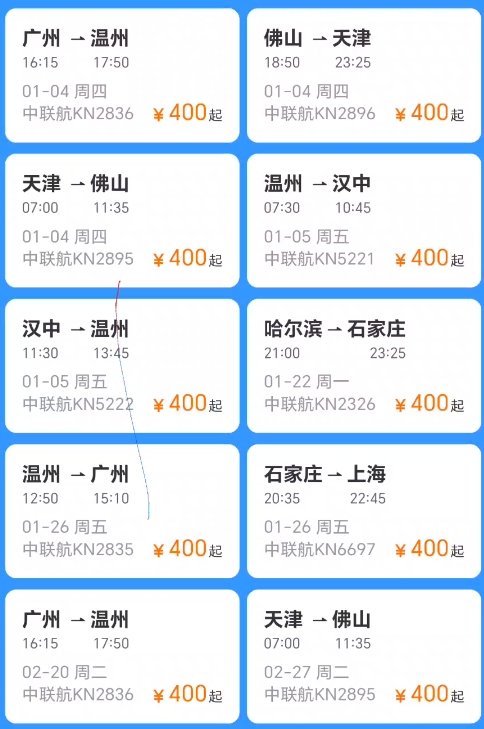 广州 ⇀ 温州
16:15 17:50
01-04 周四
中联航KN2836 ¥400起
佛山 ⇀ 天津
18:50 23:25
01-04 周四
中联航KN2896 ¥400起
天津 ⇀ 佛山
07:00 11:35
01-04 周四
中联航KN2895 ¥400起
温州 ⇀ 汉中
07:30 10:45
01-05 周五
中联航KN5221 ¥400起
汉中 ⇀ 温州
11:30 13:45
01-05 周五
中联航KN5222 ¥400起
哈尔滨 ⇀ 石家庄
21:00 23:25
01-22 周一
中联航KN2326 ¥400起
温州 ⇀ 广州
12:50 15:10
01-26 周五
中联航KN2835 ¥400起
石家庄 ⇀ 上海
20:35 22:45
01-26 周五
中联航KN6697 ¥400起
广州 ⇀ 温州
16:15 17:50
02-20 周二
中联航KN2836 ¥400起
天津 ⇀ 佛山
07:00 11:35
02-27 周二
中联航KN2895 ¥400起